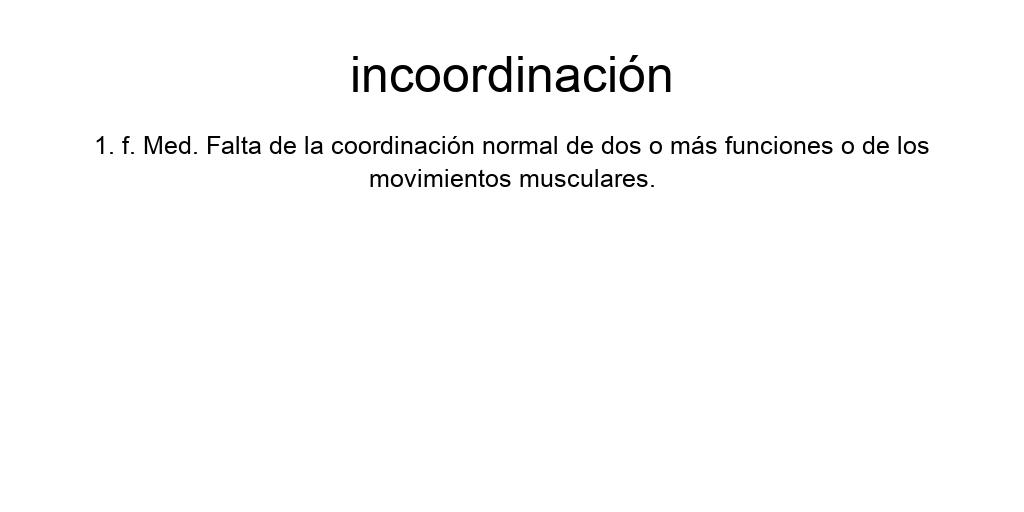 incoordinación
1. f. Med. Falta de la coordinación normal de dos o más funciones o de los
movimientos musculares.